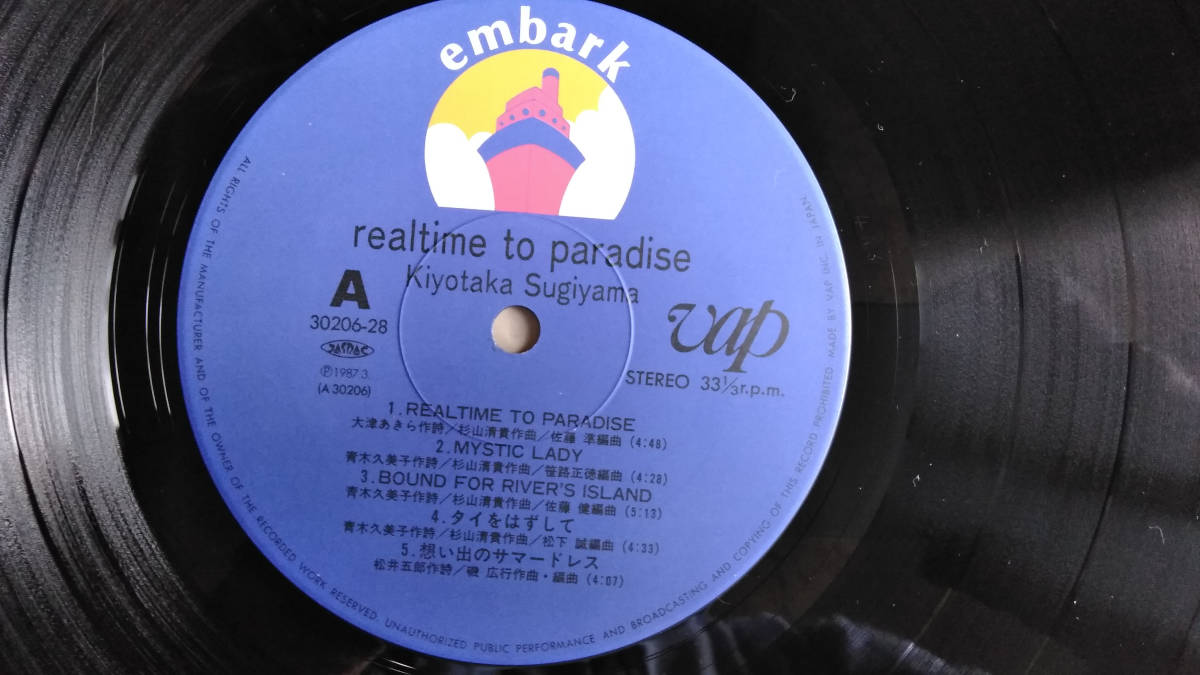 embark
realtime to paradise
Kiyotaka Sugiyama
A
30206-28
JASRAC
Ⓟ1987.3
(A 30206)
vap
STEREO 33⅓r.p.m.
1.REALTIME TO PARADISE
大津あきら作詩／杉山清貴作曲／佐藤 準編曲 (4:48)
2.MYSTIC LADY
青木久美子作詩／杉山清貴作曲／笹路正徳編曲 (4:28)
3.BOUND FOR RIVER'S ISLAND
青木久美子作詩／杉山清貴作曲／佐藤 健編曲 (5:13)
4.タイをはずして
青木久美子作詩／杉山清貴作曲／松下 誠編曲 (4:33)
5.想い出のサマードレス
松井五郎作詩／磯 広行作曲・編曲 (4:07)
ALL RIGHTS OF THE MANUFACTURER AND OF THE OWNER OF THE RECORDED WORK RESERVED. UNAUTHORIZED PUBLIC PERFORMANCE AND BROADCASTING AND COPYING OF THIS RECORD PROHIBITED. MADE BY VAP INC. IN JAPAN.